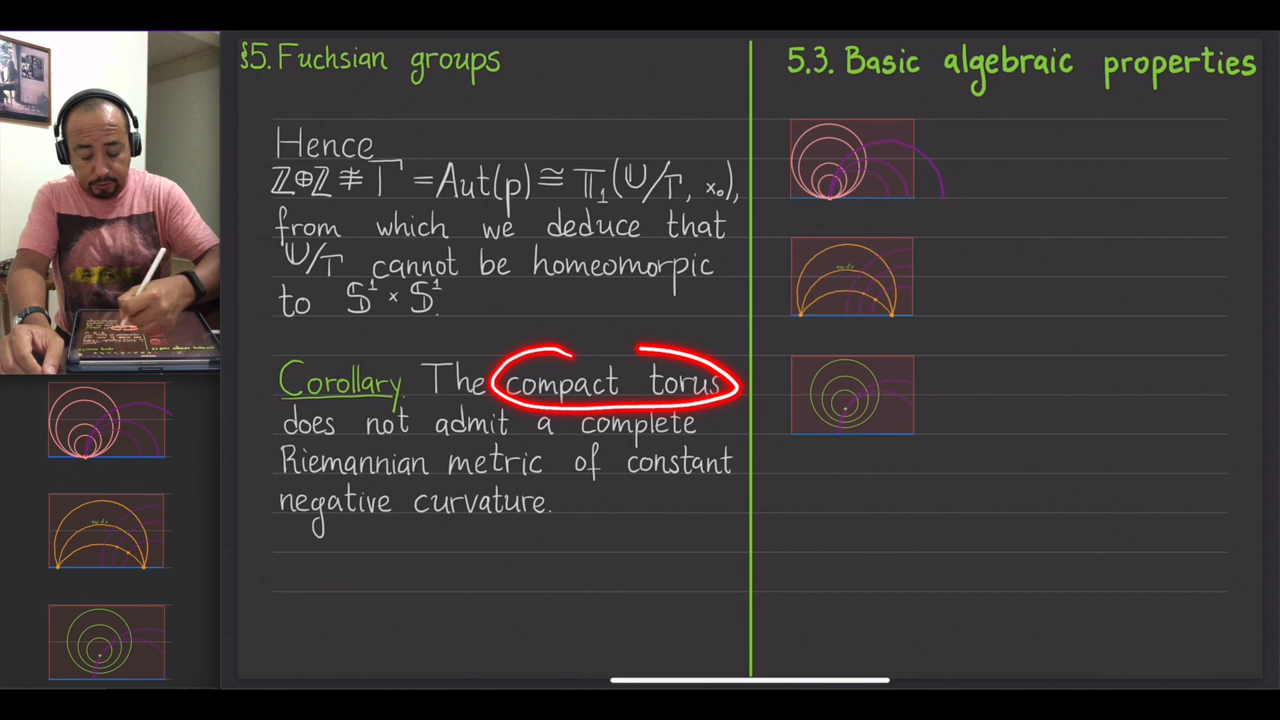 §5. Fuchsian groups
5.3. Basic algebraic properties
Hence
ℤ⊕ℤ ≇ Γ = Aut(p) ≅ π₁(𝕌/Γ, x₀),
from which we deduce that
𝕌/Γ cannot be homeomorpic
to 𝕊¹ × 𝕊¹.
Corollary. The compact torus
does not admit a complete
Riemannian metric of constant
negative curvature.